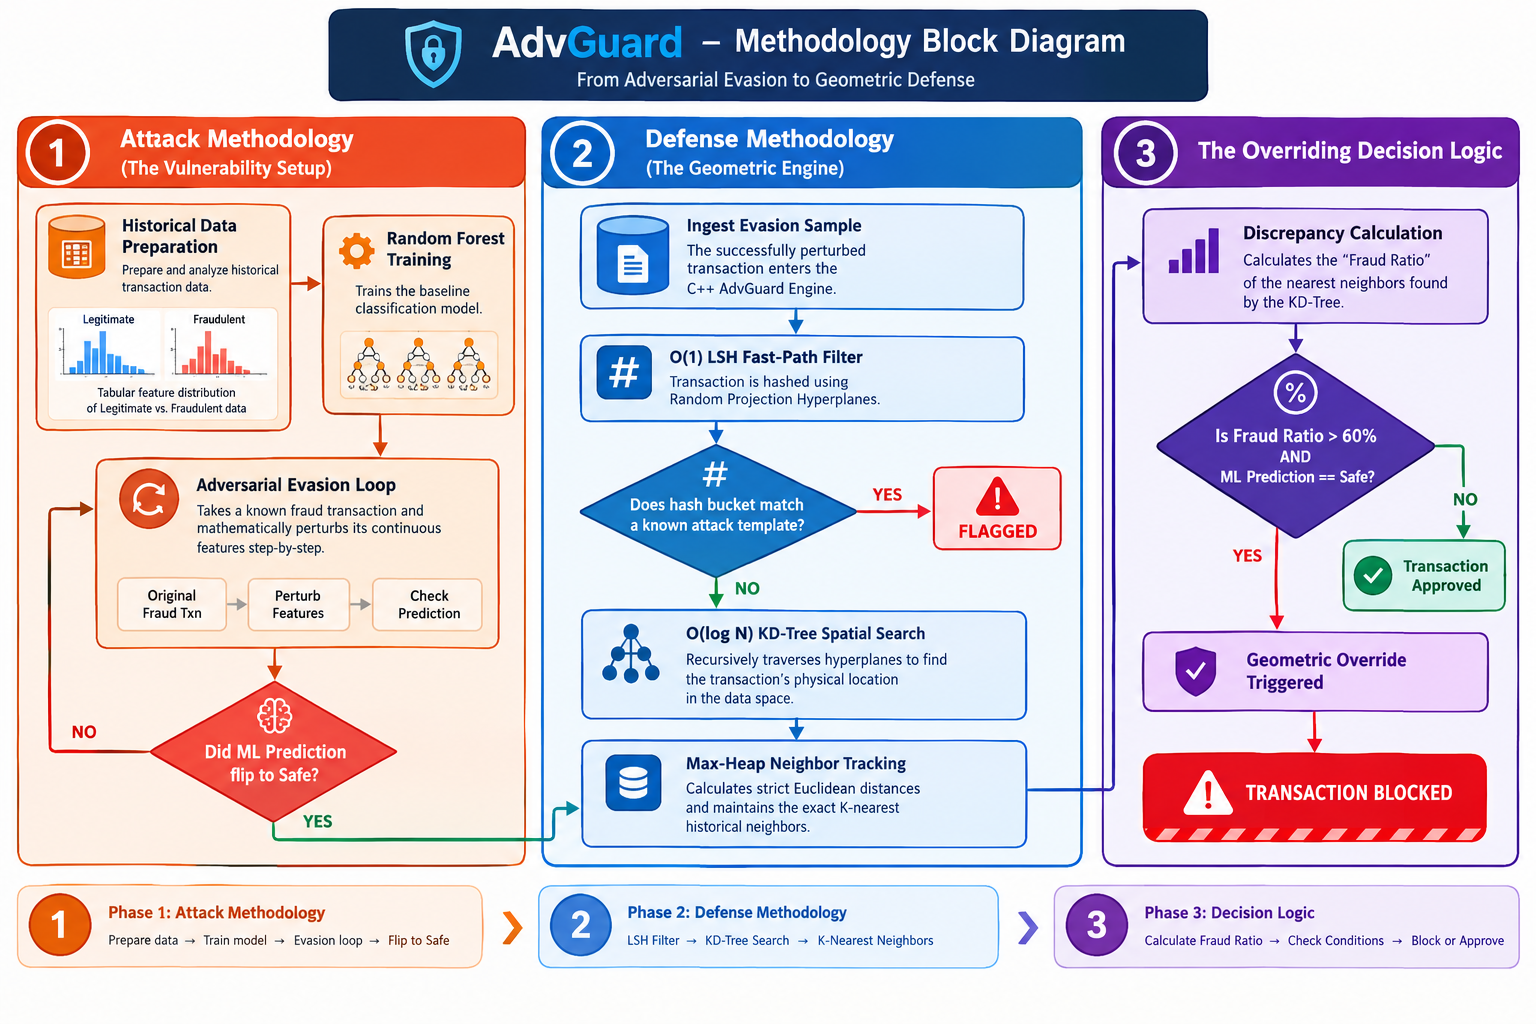 AdvGuard – Methodology Block Diagram
From Adversarial Evasion to Geometric Defense
1
Attack Methodology
(The Vulnerability Setup)
Historical Data
Preparation
Prepare and analyze historical
transaction data.
Legitimate
Fraudulent
Tabular feature distribution
of Legitimate vs. Fraudulent data
Random Forest
Training
Trains the baseline
classification model.
Adversarial Evasion Loop
Takes a known fraud transaction and
mathematically perturbs its continuous
features step-by-step.
Original
Fraud Txn
Perturb
Features
Check
Prediction
Did ML Prediction
flip to Safe?
NO
YES
2
Defense Methodology
(The Geometric Engine)
Ingest Evasion Sample
The successfully perturbed
transaction enters the
C++ AdvGuard Engine.
#
O(1) LSH Fast-Path Filter
Transaction is hashed using
Random Projection Hyperplanes.
#
Does hash bucket match
a known attack template?
YES
FLAGGED
NO
O(log N) KD-Tree Spatial Search
Recursively traverses hyperplanes to find
the transaction's physical location
in the data space.
Max-Heap Neighbor Tracking
Calculates strict Euclidean distances
and maintains the exact K-nearest
historical neighbors.
3
The Overriding Decision Logic
Discrepancy Calculation
Calculates the “Fraud Ratio”
of the nearest neighbors found
by the KD-Tree.
%
Is Fraud Ratio > 60%
AND
ML Prediction == Safe?
NO
YES
Transaction
Approved
Geometric Override
Triggered
TRANSACTION BLOCKED
1
Phase 1: Attack Methodology
Prepare data → Train model → Evasion loop → Flip to Safe
2
Phase 2: Defense Methodology
LSH Filter → KD-Tree Search → K-Nearest Neighbors
3
Phase 3: Decision Logic
Calculate Fraud Ratio → Check Conditions → Block or Approve